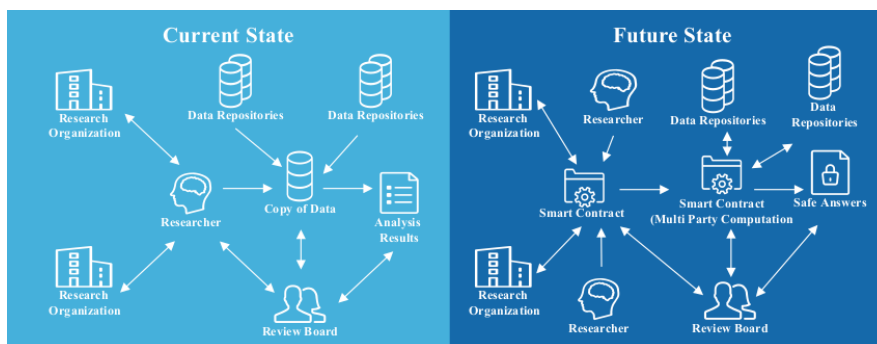 Current State
Research
Organization
Data Repositories
Data Repositories
Researcher
Copy of Data
Analysis
Results
Research
Organization
Review Board
Future State
Research
Organization
Researcher
Data Repositories
Data
Repositories
Smart Contract
Smart Contract
(Multi Party Computation
Safe Answers
Research
Organization
Researcher
Review Board